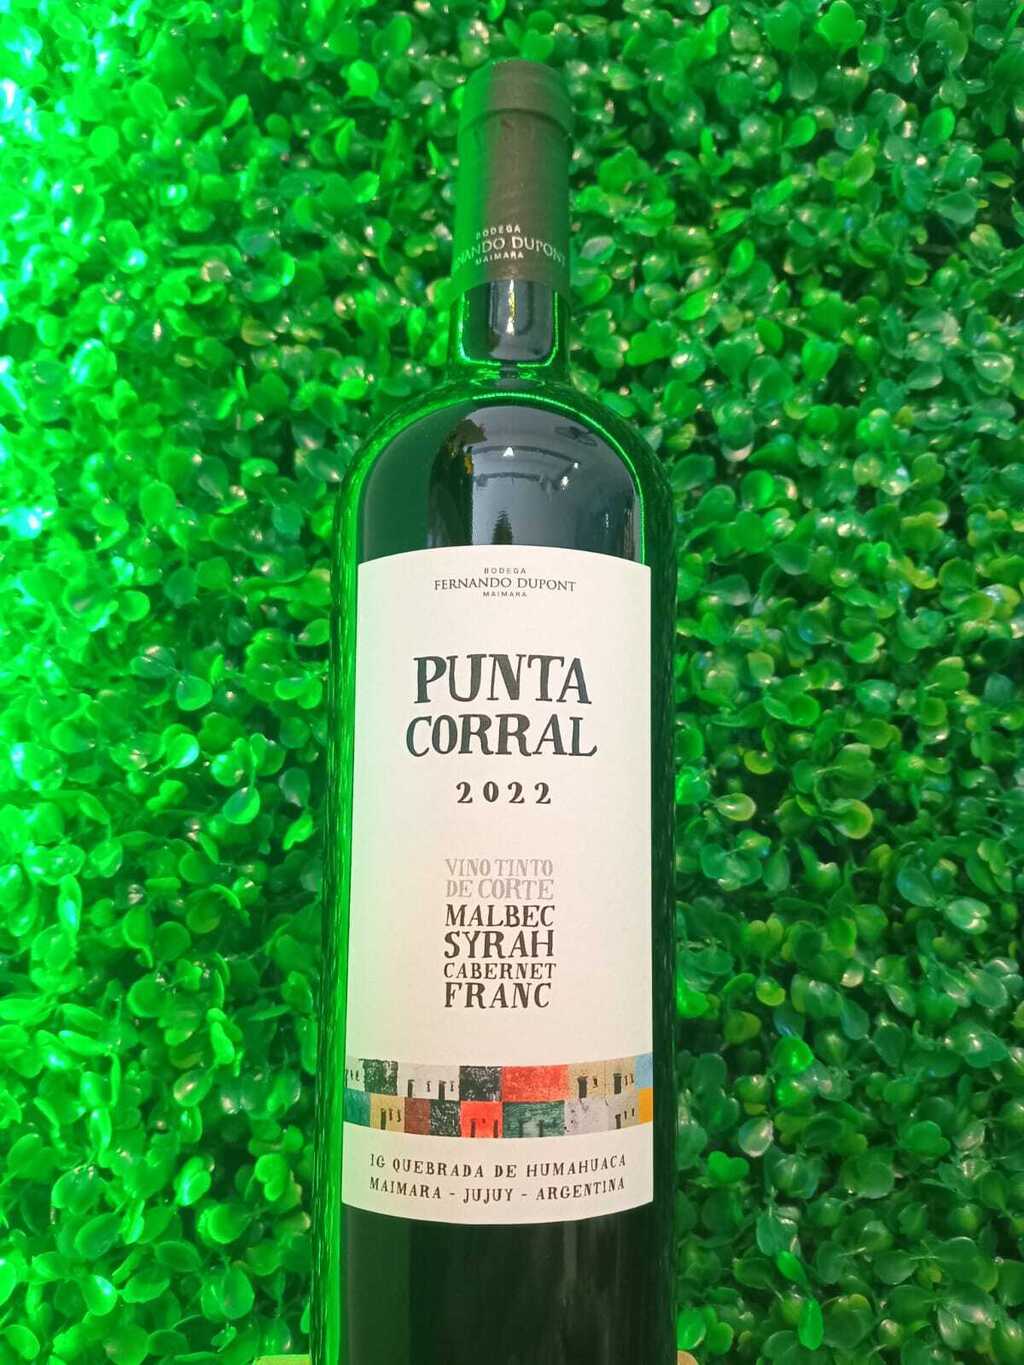 BODEGA
NANDO DUPONT
MAIMARA
BODEGA
FERNANDO DUPONT
MAIMARA
PUNTA
CORRAL
2022
VINO TINTO
DE CORTE
MALBEC
SYRAH
CABERNET
FRANC
IG QUEBRADA DE HUMAHUACA
MAIMARA - JUJUY - ARGENTINA